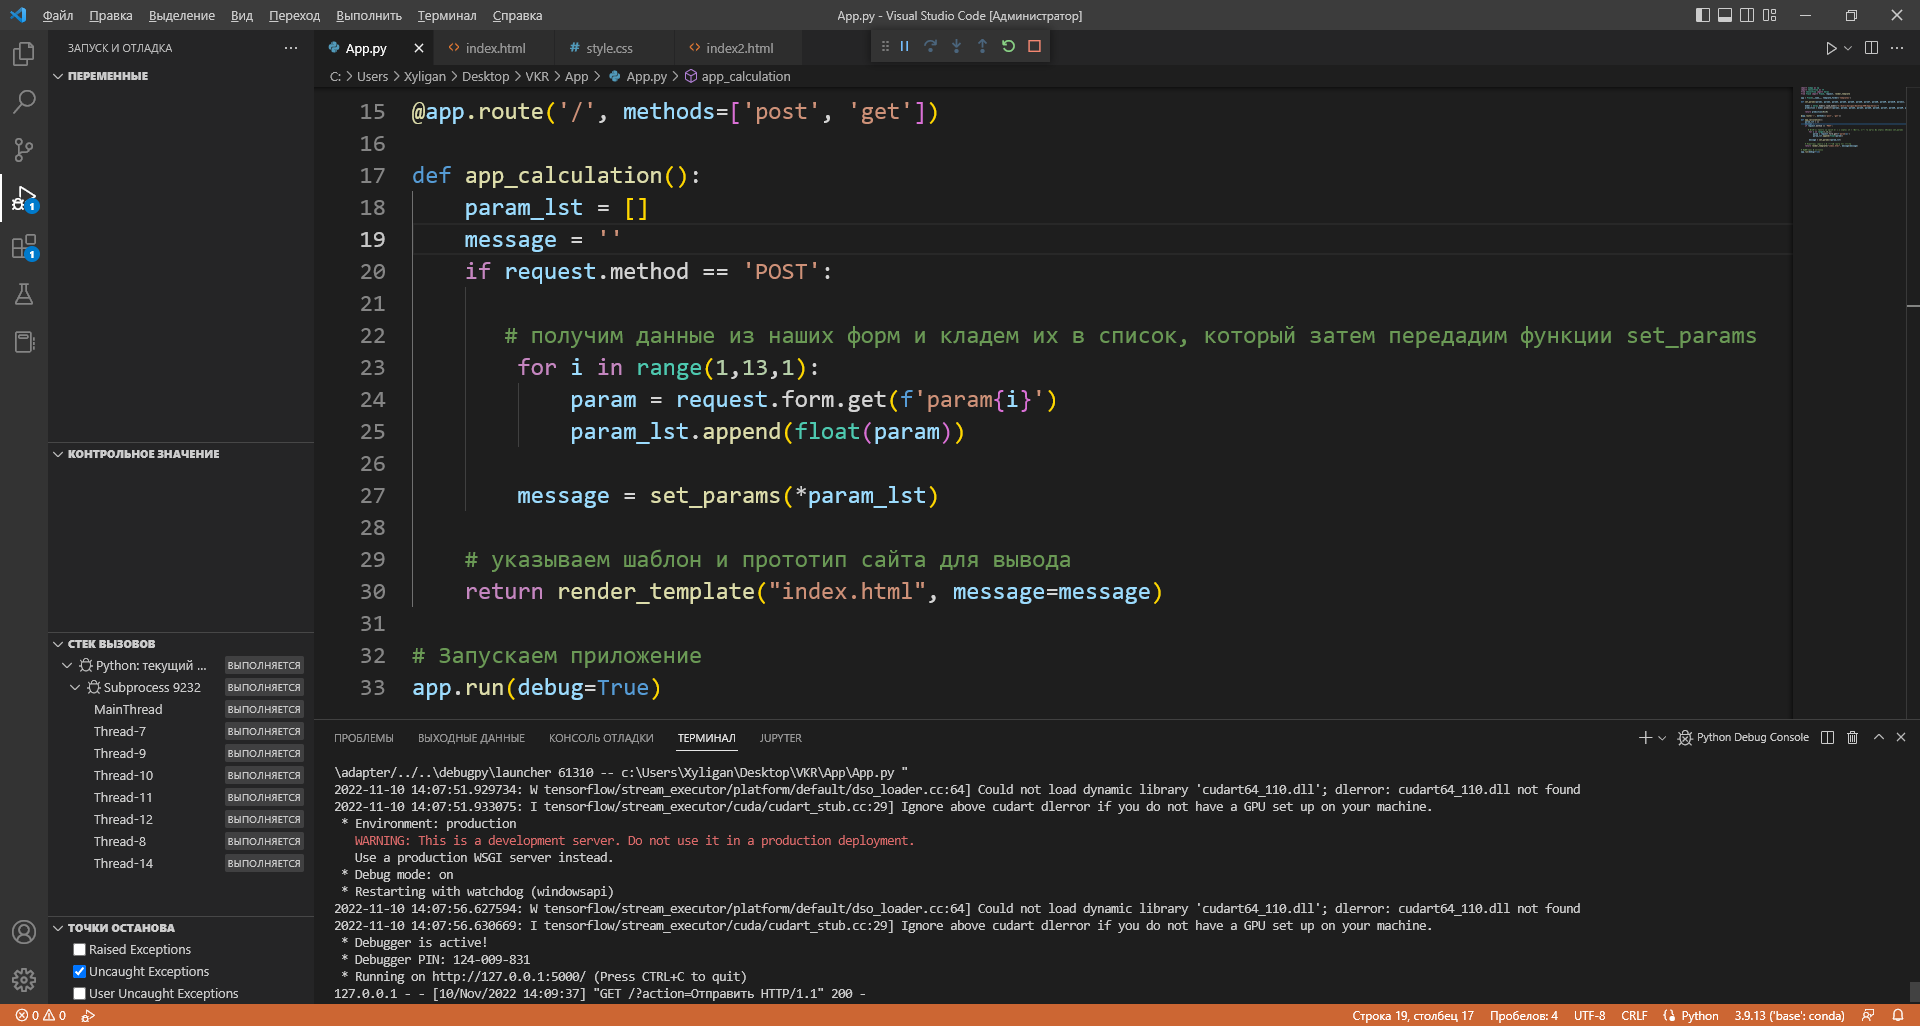 Файл Правка Выделение Вид Переход Выполнить Терминал Справка
App.py - Visual Studio Code [Администратор]
ЗАПУСК И ОТЛАДКА
App.py
index.html
style.css
index2.html
ПЕРЕМЕННЫЕ
C: > Users > Xyligan > Desktop > VKR > App > App.py > app_calculation
15 @app.route('/', methods=['post', 'get'])
16
17 def app_calculation():
18 param_lst = []
19 message = ''
20 if request.method == 'POST':
21
22 # получим данные из наших форм и кладем их в список, который затем передадим функции set_params
23 for i in range(1,13,1):
24 param = request.form.get(f'param{i}')
25 param_lst.append(float(param))
26
27 message = set_params(*param_lst)
28
29 # указываем шаблон и прототип сайта для вывода
30 return render_template("index.html", message=message)
31
32 # Запускаем приложение
33 app.run(debug=True)
1
1
КОНТРОЛЬНОЕ ЗНАЧЕНИЕ
СТЕК ВЫЗОВОВ
Python: текущий ... ВЫПОЛНЯЕТСЯ
Subprocess 9232 ВЫПОЛНЯЕТСЯ
MainThread ВЫПОЛНЯЕТСЯ
Thread-7 ВЫПОЛНЯЕТСЯ
Thread-9 ВЫПОЛНЯЕТСЯ
Thread-10 ВЫПОЛНЯЕТСЯ
Thread-11 ВЫПОЛНЯЕТСЯ
Thread-12 ВЫПОЛНЯЕТСЯ
Thread-8 ВЫПОЛНЯЕТСЯ
Thread-14 ВЫПОЛНЯЕТСЯ
ТОЧКИ ОСТАНОВА
Raised Exceptions
Uncaught Exceptions
User Uncaught Exceptions
ПРОБЛЕМЫ ВЫХОДНЫЕ ДАННЫЕ КОНСОЛЬ ОТЛАДКИ ТЕРМИНАЛ JUPYTER
Python Debug Console
\adapter/../..\debugpy\launcher 61310 -- c:\Users\Xyligan\Desktop\VKR\App\App.py "
2022-11-10 14:07:51.929734: W tensorflow/stream_executor/platform/default/dso_loader.cc:64] Could not load dynamic library 'cudart64_110.dll'; dlerror: cudart64_110.dll not found
2022-11-10 14:07:51.933075: I tensorflow/stream_executor/cuda/cudart_stub.cc:29] Ignore above cudart dlerror if you do not have a GPU set up on your machine.
* Environment: production
WARNING: This is a development server. Do not use it in a production deployment.
Use a production WSGI server instead.
* Debug mode: on
* Restarting with watchdog (windowsapi)
2022-11-10 14:07:56.627594: W tensorflow/stream_executor/platform/default/dso_loader.cc:64] Could not load dynamic library 'cudart64_110.dll'; dlerror: cudart64_110.dll not found
2022-11-10 14:07:56.630669: I tensorflow/stream_executor/cuda/cudart_stub.cc:29] Ignore above cudart dlerror if you do not have a GPU set up on your machine.
* Debugger is active!
* Debugger PIN: 124-009-831
* Running on http://127.0.0.1:5000/ (Press CTRL+C to quit)
127.0.0.1 - - [10/Nov/2022 14:09:37] "GET /?action=Отправить HTTP/1.1" 200 -
0 0
Строка 19, столбец 17 Пробелов: 4 UTF-8 CRLF Python 3.9.13 ('base': conda)